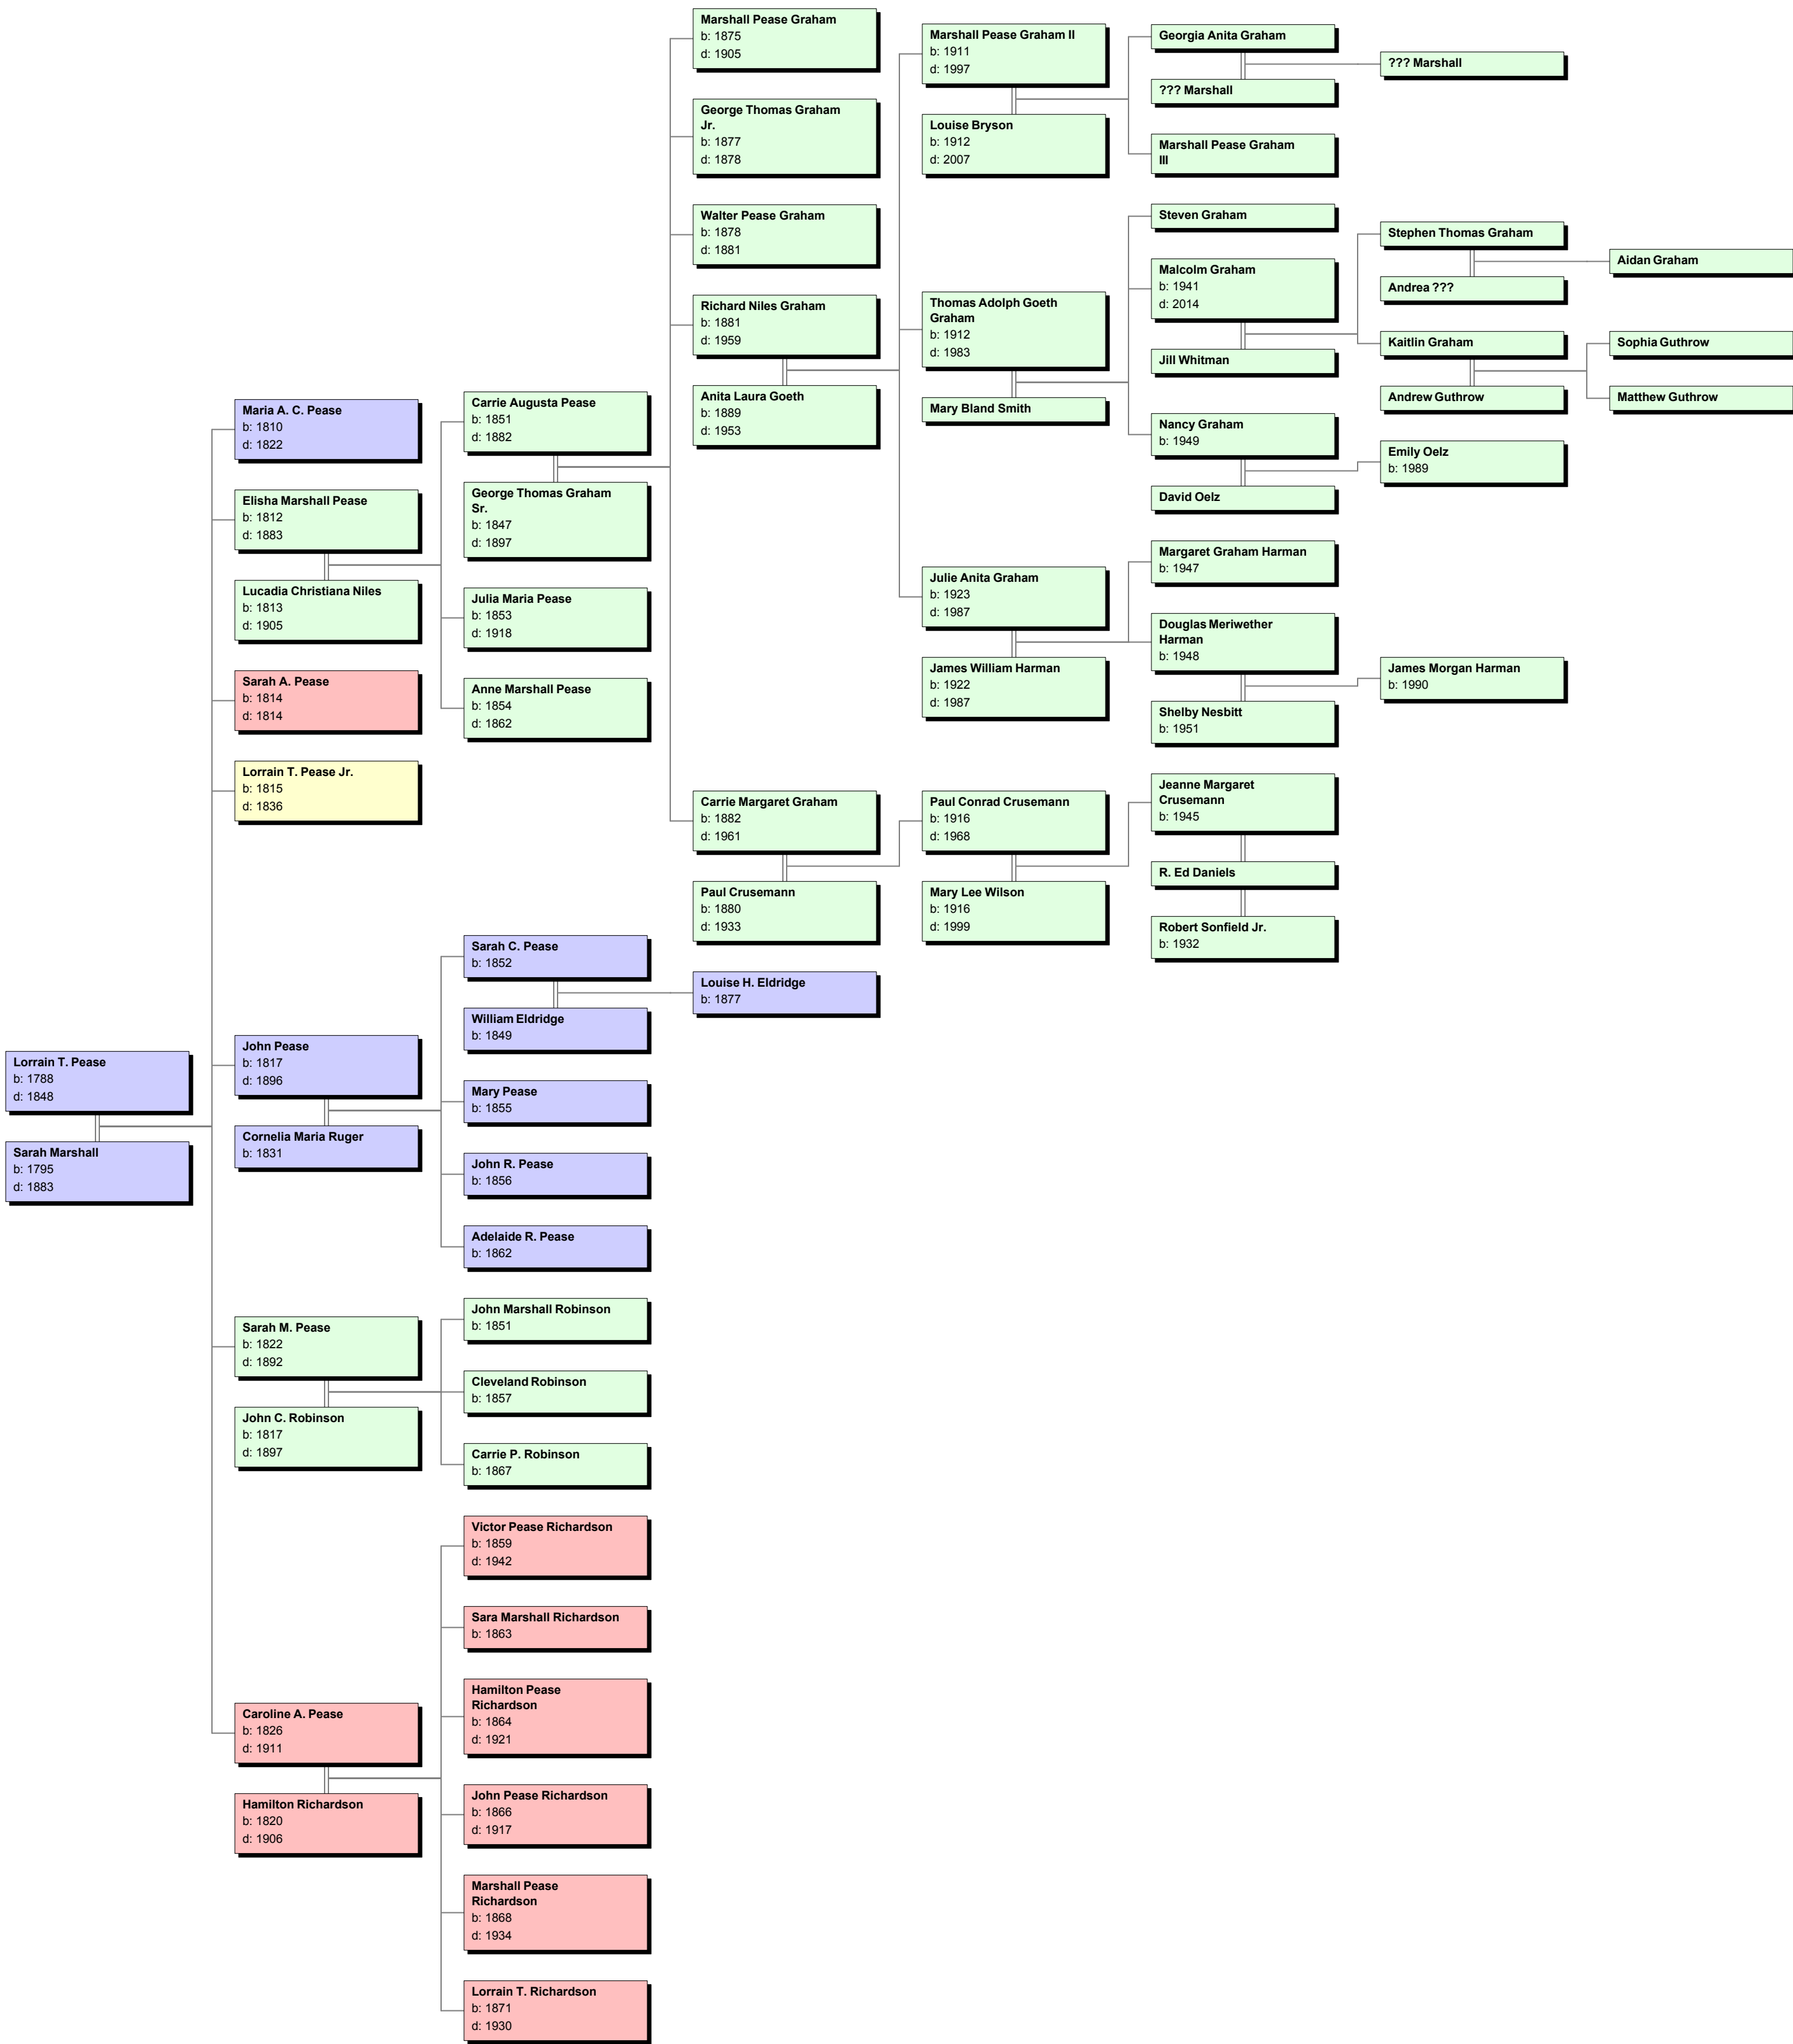 Lorrain T. Pease
b: 1788
d: 1848
Sarah Marshall
b: 1795
d: 1883
Maria A. C. Pease
b: 1810
d: 1822
Elisha Marshall Pease
b: 1812
d: 1883
Lucadia Christiana Niles
b: 1813
d: 1905
Sarah A. Pease
b: 1814
d: 1814
Lorrain T. Pease Jr.
b: 1815
d: 1836
John Pease
b: 1817
d: 1896
Cornelia Maria Ruger
b: 1831
Sarah M. Pease
b: 1822
d: 1892
John C. Robinson
b: 1817
d: 1897
Caroline A. Pease
b: 1826
d: 1911
Hamilton Richardson
b: 1820
d: 1906
Carrie Augusta Pease
b: 1851
d: 1882
George Thomas Graham
Sr.
b: 1847
d: 1897
Julia Maria Pease
b: 1853
d: 1918
Anne Marshall Pease
b: 1854
d: 1862
Sarah C. Pease
b: 1852
William Eldridge
b: 1849
Mary Pease
b: 1855
John R. Pease
b: 1856
Adelaide R. Pease
b: 1862
John Marshall Robinson
b: 1851
Cleveland Robinson
b: 1857
Carrie P. Robinson
b: 1867
Victor Pease Richardson
b: 1859
d: 1942
Sara Marshall Richardson
b: 1863
Hamilton Pease
Richardson
b: 1864
d: 1921
John Pease Richardson
b: 1866
d: 1917
Marshall Pease
Richardson
b: 1868
d: 1934
Lorrain T. Richardson
b: 1871
d: 1930
Marshall Pease Graham
b: 1875
d: 1905
George Thomas Graham
Jr.
b: 1877
d: 1878
Walter Pease Graham
b: 1878
d: 1881
Richard Niles Graham
b: 1881
d: 1959
Anita Laura Goeth
b: 1889
d: 1953
Carrie Margaret Graham
b: 1882
d: 1961
Paul Crusemann
b: 1880
d: 1933
Louise H. Eldridge
b: 1877
Marshall Pease Graham II
b: 1911
d: 1997
Louise Bryson
b: 1912
d: 2007
Thomas Adolph Goeth
Graham
b: 1912
d: 1983
Mary Bland Smith
Julie Anita Graham
b: 1923
d: 1987
James William Harman
b: 1922
d: 1987
Paul Conrad Crusemann
b: 1916
d: 1968
Mary Lee Wilson
b: 1916
d: 1999
Georgia Anita Graham
??? Marshall
Marshall Pease Graham
III
Steven Graham
Malcolm Graham
b: 1941
d: 2014
Jill Whitman
Nancy Graham
b: 1949
David Oelz
Margaret Graham Harman
b: 1947
Douglas Meriwether
Harman
b: 1948
Shelby Nesbitt
b: 1951
Jeanne Margaret
Crusemann
b: 1945
R. Ed Daniels
Robert Sonfield Jr.
b: 1932
??? Marshall
Stephen Thomas Graham
Andrea ???
Kaitlin Graham
Andrew Guthrow
Emily Oelz
b: 1989
James Morgan Harman
b: 1990
Aidan Graham
Sophia Guthrow
Matthew Guthrow